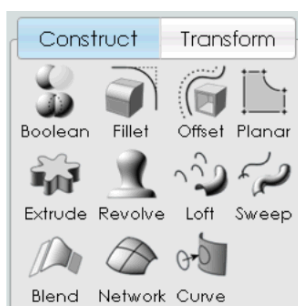 Construct Transform
Boolean Fillet Offset Planar
Extrude Revolve Loft Sweep
Blend Network Curve